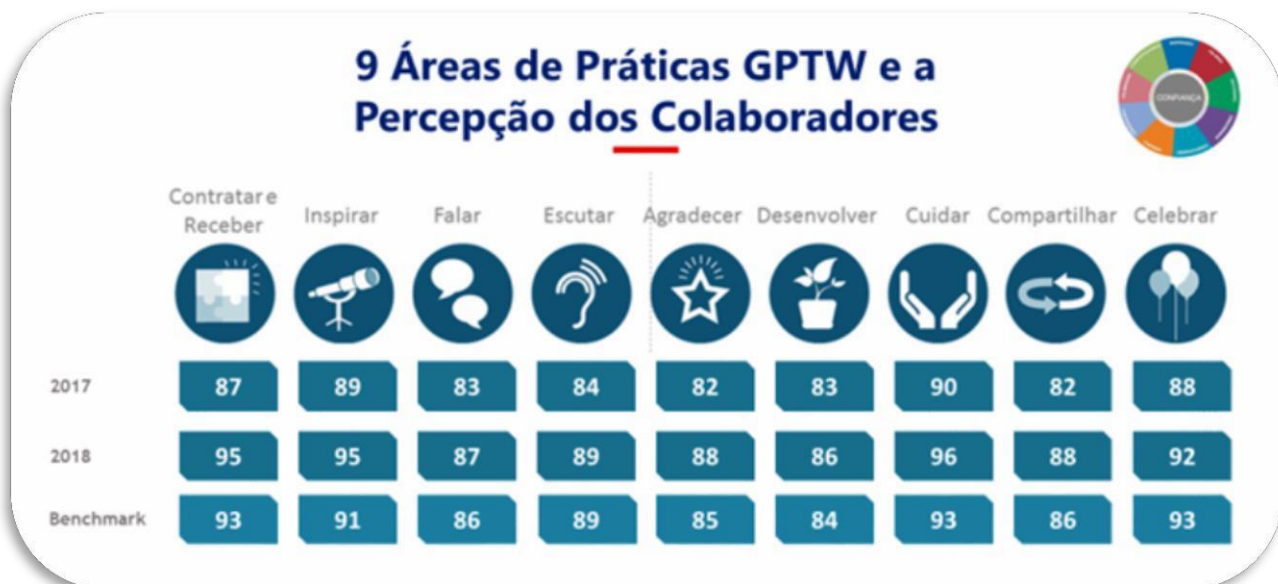 9 Áreas de Práticas GPTW e a
Percepção dos Colaboradores
CONFIANÇA
Contratar e
Receber
Inspirar
Falar
Escutar
Agradecer
Desenvolver
Cuidar
Compartilhar
Celebrar
2017 87 89 83 84 82 83 90 82 88
2018 95 95 87 89 88 86 96 88 92
Benchmark 93 91 86 89 85 84 93 86 93